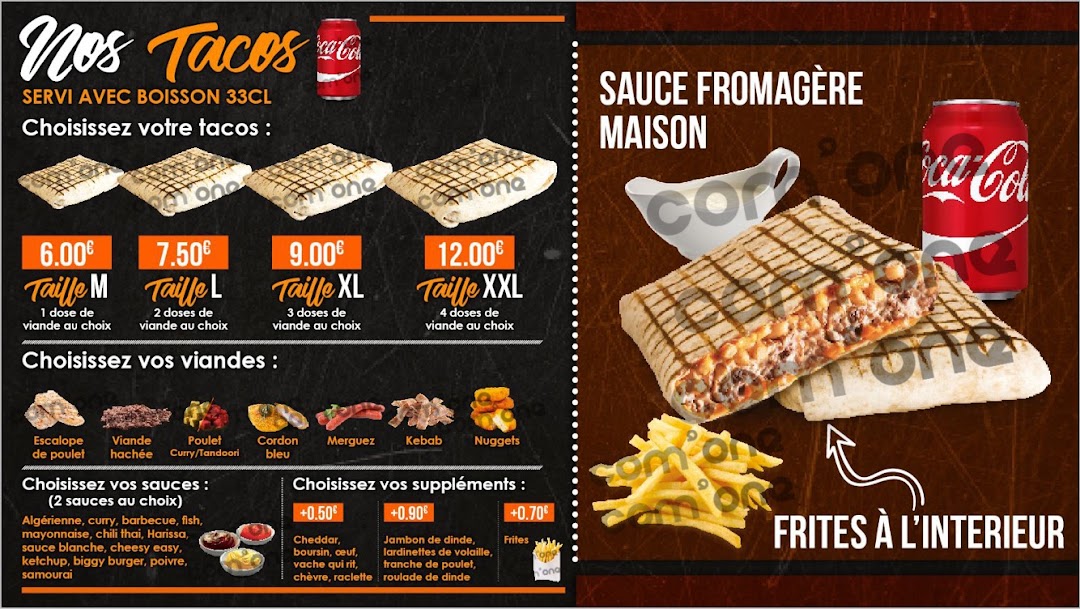 Nos Tacos
SERVI AVEC BOISSON 33CL
Choisissez votre tacos :
6.00€
7.50€
9.00€
12.00€
Taille M
Taille L
Taille XL
Taille XXL
1 dose de
viande au choix
2 doses de
viande au choix
3 doses de
viande au choix
4 doses de
viande au choix
Choisissez vos viandes :
Escalope
de poulet
Viande
hachée
Poulet
Curry/Tandoori
Cordon
bleu
Merguez
Kebab
Nuggets
Choisissez vos sauces :
(2 sauces au choix)
Algérienne, curry, barbecue, fish,
mayonnaise, chili thai, Harissa,
sauce blanche, cheesy easy,
ketchup, biggy burger, poivre,
samourai
Choisissez vos suppléments :
+0.50€
Cheddar,
boursin, œuf,
vache qui rit,
chèvre, raclette
+0.90€
Jambon de dinde,
lardinettes de volaille,
tranche de poulet,
roulade de dinde
+0.70€
Frites
SAUCE FROMAGÈRE
MAISON
Coca-Cola
com'one
FRITES À L'INTERIEUR